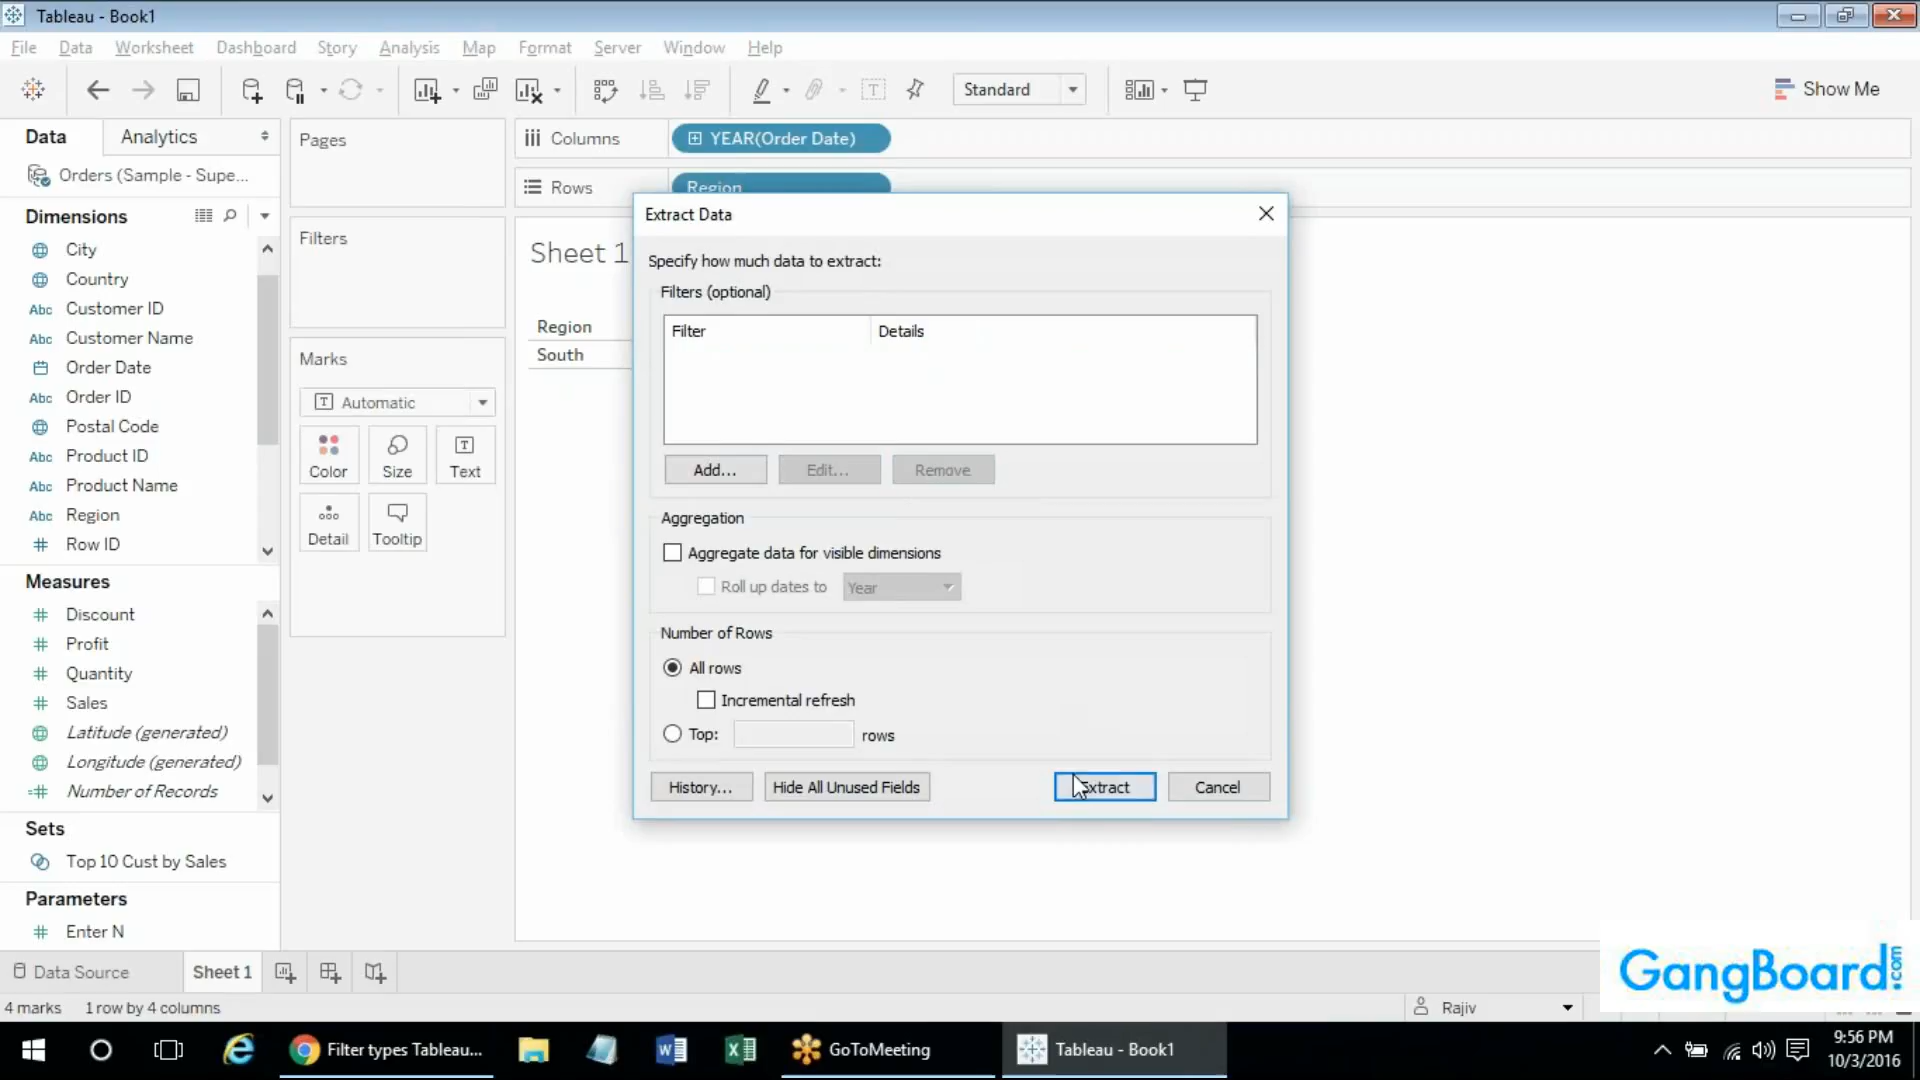 Tableau - Book1
File Data Worksheet Dashboard Story Analysis Map Format Server Window Help
Standard
Show Me
Data
Analytics
Orders (Sample - Supe...
Dimensions
City
Country
Abc Customer ID
Abc Customer Name
Order Date
Abc Order ID
Postal Code
Abc Product ID
Abc Product Name
Abc Region
# Row ID
Measures
# Discount
# Profit
# Quantity
# Sales
Latitude (generated)
Longitude (generated)
=# Number of Records
Sets
Top 10 Cust by Sales
Parameters
# Enter N
Pages
Filters
Marks
T Automatic
Color
Size
T Text
Detail
Tooltip
Columns
YEAR(Order Date)
Rows
Region
Sheet 1
Region
South
Extract Data
Specify how much data to extract:
Filters (optional)
Filter Details
Add... Edit... Remove
Aggregation
Aggregate data for visible dimensions
Roll up dates to Year
Number of Rows
All rows
Incremental refresh
Top: rows
History... Hide All Unused Fields Extract Cancel
Data Source Sheet 1
4 marks 1 row by 4 columns
Rajiv
GangBoard.com
Filter types Tableau...
GoToMeeting
Tableau - Book1
9:56 PM
10/3/2016